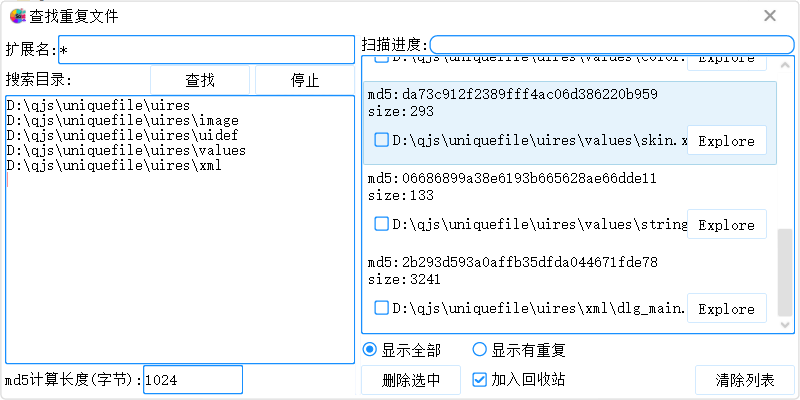 查找重复文件
扩展名:*
搜索目录:
查找
停止
D:\qjs\uniquefile\uires
D:\qjs\uniquefile\uires\image
D:\qjs\uniquefile\uires\uidef
D:\qjs\uniquefile\uires\values
D:\qjs\uniquefile\uires\xml
md5计算长度(字节):1024
扫描进度:
D:\qjs\uniquefile\uires\values\color.
Explore
md5:da73c912f2389fff4ac06d386220b959
size:293
D:\qjs\uniquefile\uires\values\skin.x
Explore
md5:06686899a38e6193b665628ae66dde11
size:133
D:\qjs\uniquefile\uires\values\string
Explore
md5:2b293d593a0affb35dfda044671fde78
size:3241
D:\qjs\uniquefile\uires\xml\dlg_main.
Explore
显示全部
显示有重复
删除选中
加入回收站
清除列表